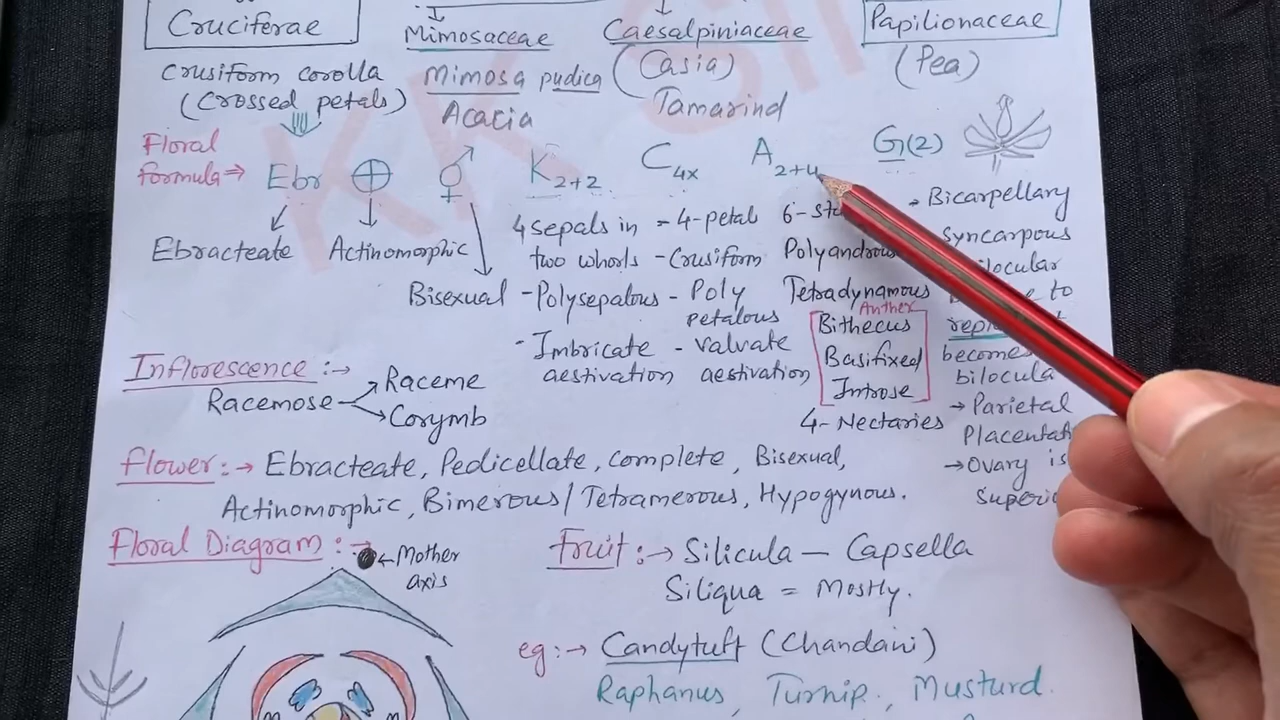 Cruciferae
Mimosaceae
Caesalpiniaceae
Papilionaceae
Crusiform corolla
(Crossed petals)
Mimosa pudica
Acacia
(Casia)
Tamarind
(Pea)
Floral formula ⇒ Ebr ⊕ ⚥ K2+2 C4x A2+4 G(2)
Ebracteate
Actinomorphic
Bisexual
4 sepals in
two whorls
- Polysepalous
- Imbricate
aestivation
= 4-petal
- Crusiform
- Poly
petalous
- valvate
aestivation
Polyandrous
Tetradynamous
Anther
Bithecus
Basifixed
Introse
4-Nectaries
→ Bicarpellary
syncarpous
to
becomes
→ Parietal
→ Ovary is
Inflorescence :→
Racemose
Raceme
Corymb
Flower :→ Ebracteate, Pedicellate, complete, Bisexual,
Actinomorphic, Bimerous/Tetramerous, Hypogynous.
Floral Diagram :→
←Mother
axis
Fruit :→ Silicula — Capsella
Siliqua = Mostly.
eg :→ Candytuft (Chandani)
Raphanus, Turnip, Musturd.